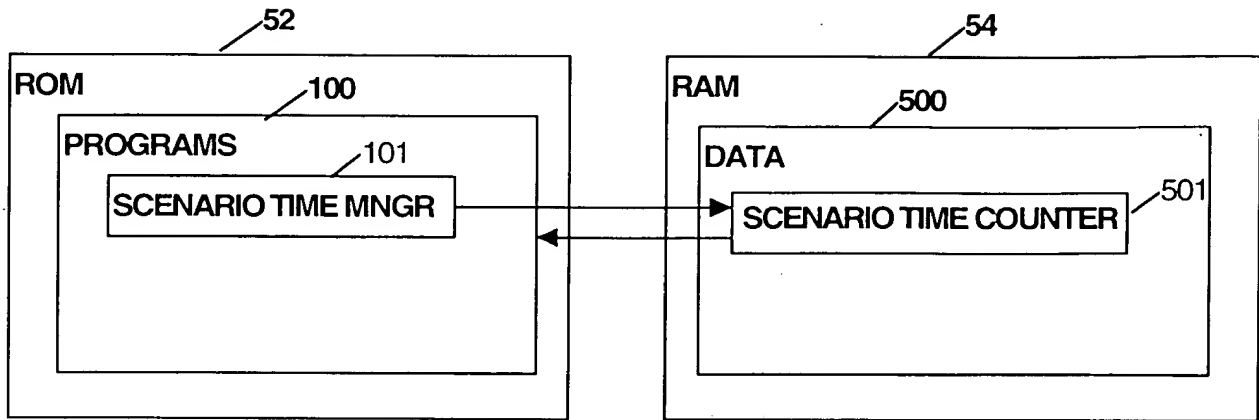 52
ROM
100
PROGRAMS
101
SCENARIO TIME MNGR
54
RAM
500
DATA
501
SCENARIO TIME COUNTER